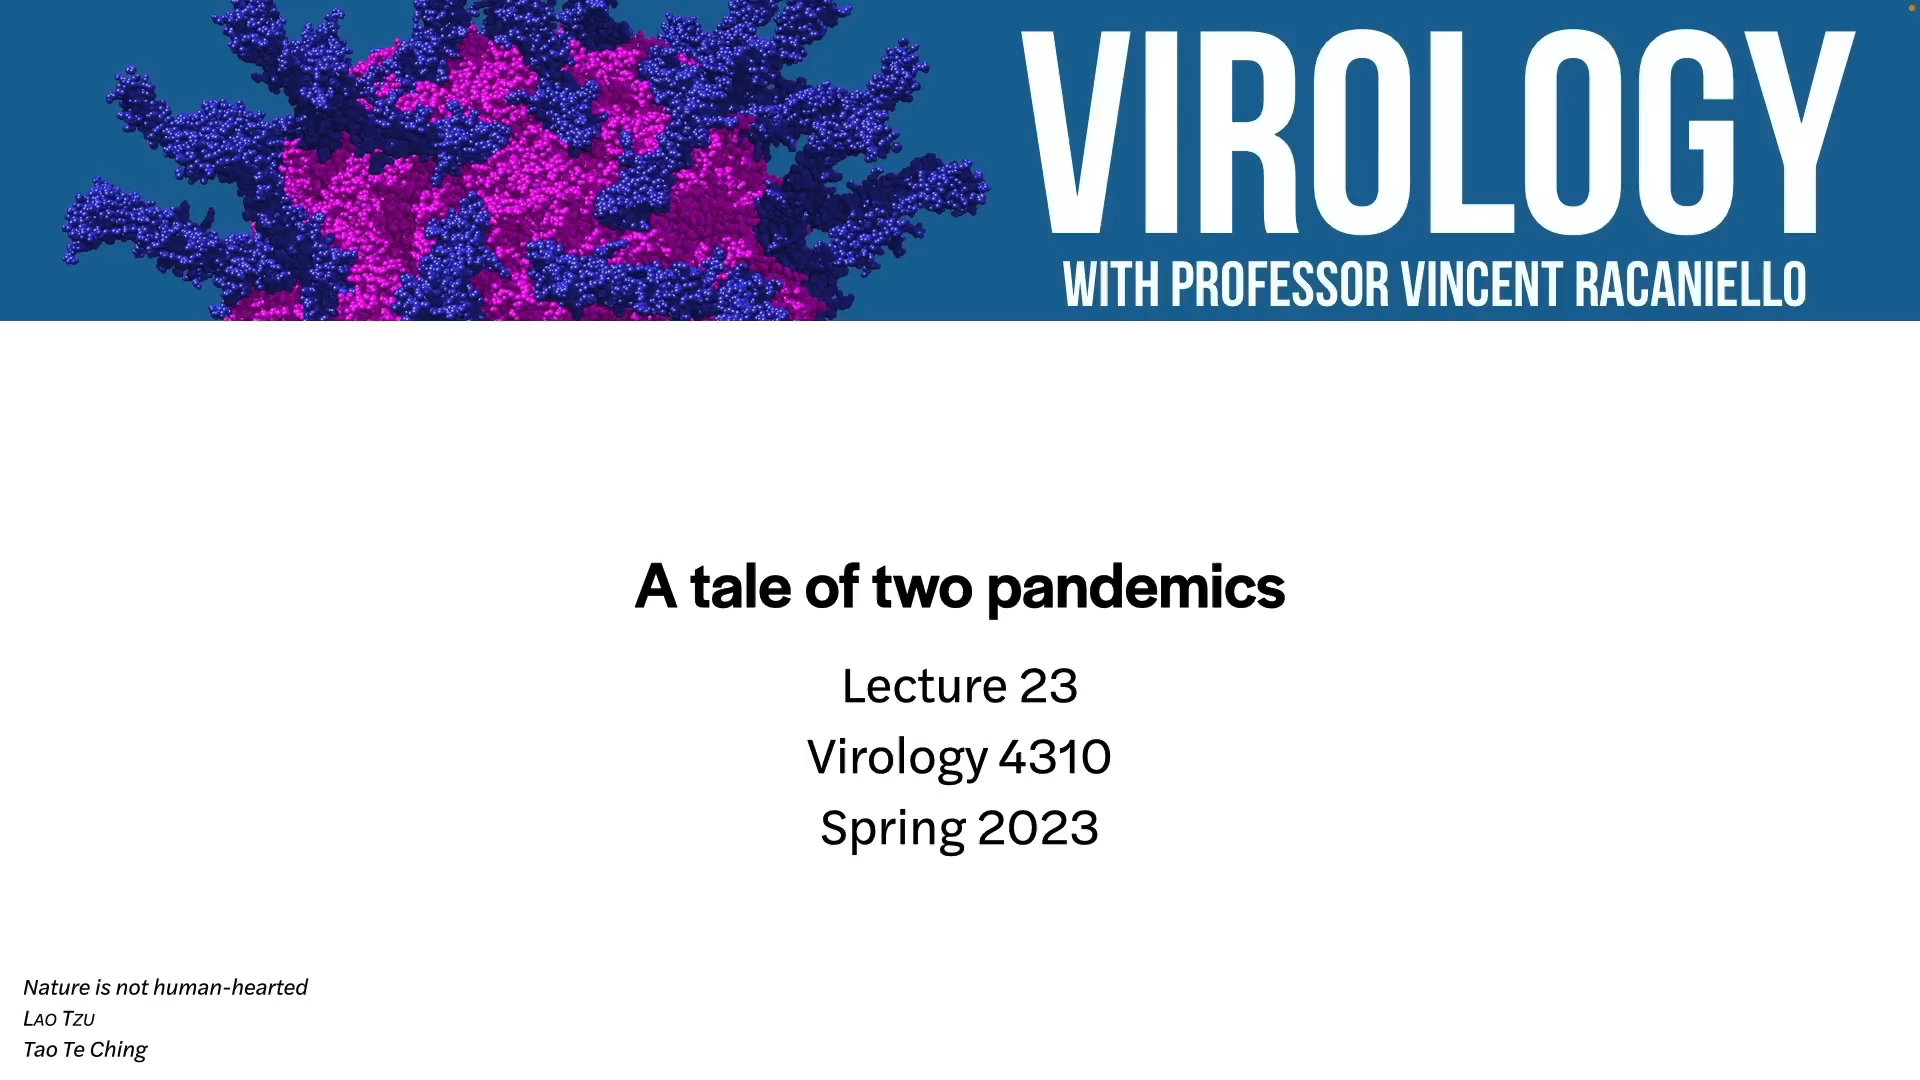 VIROLOGY
WITH PROFESSOR VINCENT RACANIELLO
A tale of two pandemics
Lecture 23
Virology 4310
Spring 2023
Nature is not human-hearted
LAO TZU
Tao Te Ching